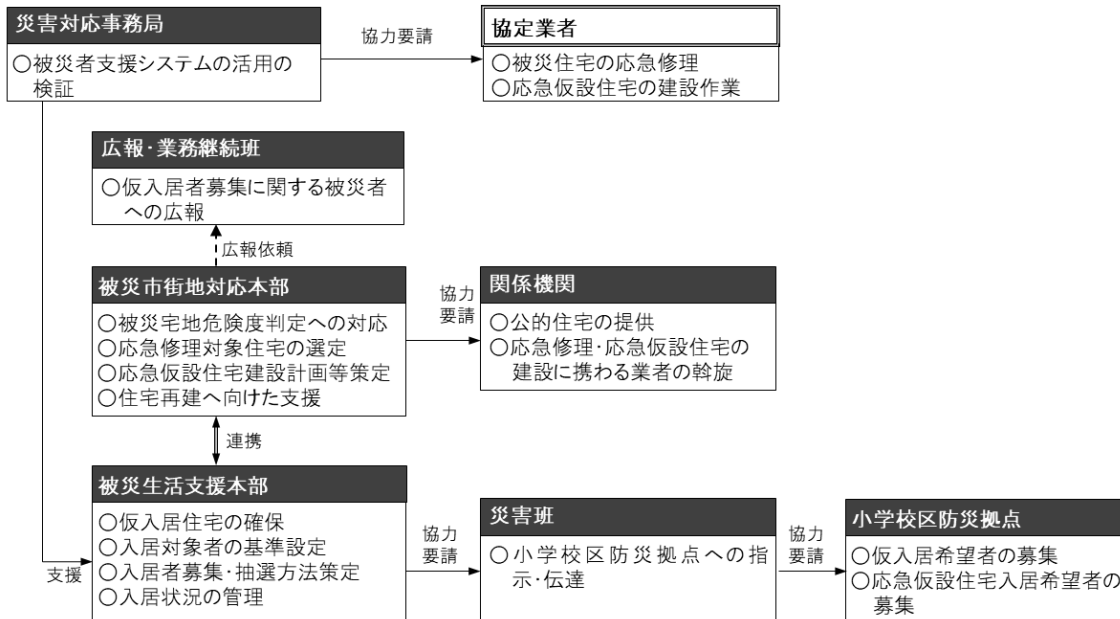 災害対応事務局
○被災者支援システムの活用の
検証
協力要請
協定業者
○被災住宅の応急修理
○応急仮設住宅の建設作業
広報・業務継続班
○仮入居者募集に関する被災者
への広報
広報依頼
被災市街地対応本部
○被災宅地危険度判定への対応
○応急修理対象住宅の選定
○応急仮設住宅建設計画等策定
○住宅再建へ向けた支援
協力
要請
関係機関
○公的住宅の提供
○応急修理・応急仮設住宅の
建設に携わる業者の斡旋
連携
被災生活支援本部
○仮入居住宅の確保
○入居対象者の基準設定
○入居者募集・抽選方法策定
○入居状況の管理
支援
協力
要請
災害班
○小学校区防災拠点への指
示・伝達
協力
要請
小学校区防災拠点
○仮入居希望者の募集
○応急仮設住宅入居希望者の
募集